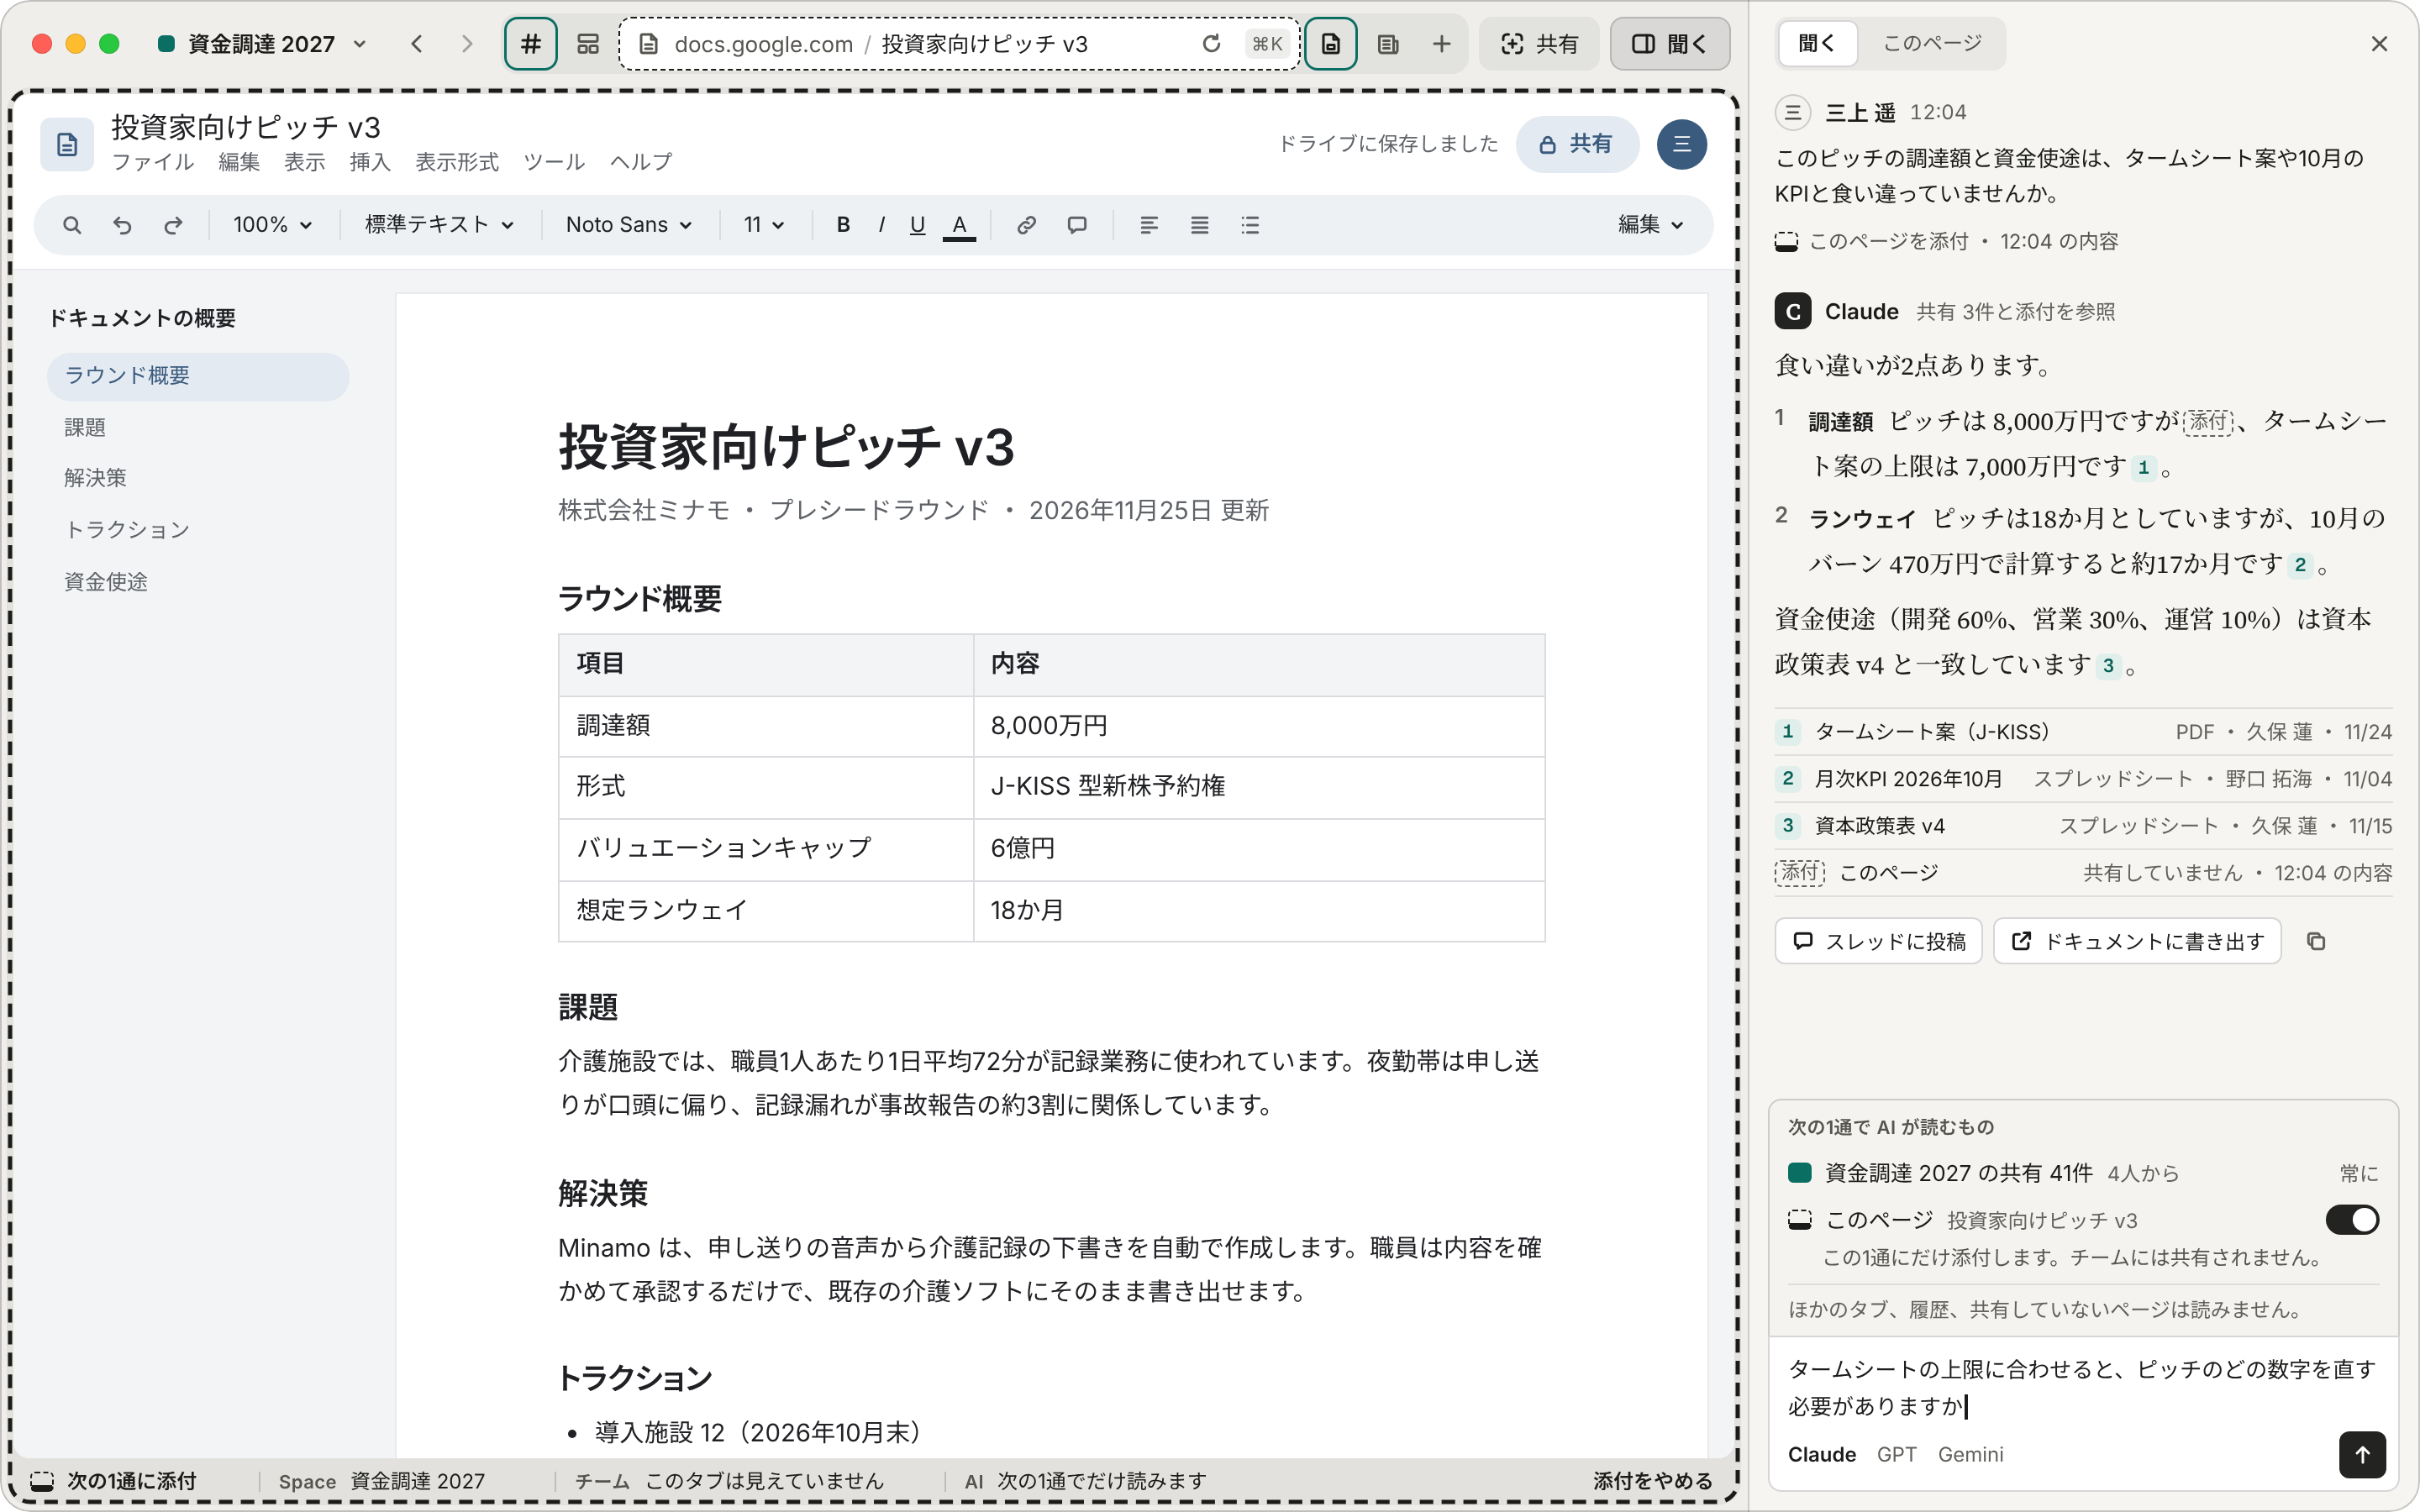 資金調達 2027
docs.google.com / 投資家向けピッチ v3
⌘K
共有
聞く
投資家向けピッチ v3
ファイル 編集 表示 挿入 表示形式 ツール ヘルプ
ドライブに保存しました
共有
三
100%
標準テキスト
Noto Sans
11
B I U A
編集
ドキュメントの概要
ラウンド概要
課題
解決策
トラクション
資金使途
投資家向けピッチ v3
株式会社ミナモ ・ プレシードラウンド ・ 2026年11月25日 更新
ラウンド概要
項目 内容
調達額 8,000万円
形式 J-KISS 型新株予約権
バリュエーションキャップ 6億円
想定ランウェイ 18か月
課題
介護施設では、職員1人あたり1日平均72分が記録業務に使われています。夜勤帯は申し送
りが口頭に偏り、記録漏れが事故報告の約3割に関係しています。
解決策
Minamo は、申し送りの音声から介護記録の下書きを自動で作成します。職員は内容を確
かめて承認するだけで、既存の介護ソフトにそのまま書き出せます。
トラクション
• 導入施設 12（2026年10月末）
次の1通に添付
Space 資金調達 2027
チーム このタブは見えていません
AI 次の1通でだけ読みます
添付をやめる
聞く
このページ
三 三上 遥 12:04
このピッチの調達額と資金使途は、タームシート案や10月の
KPIと食い違っていませんか。
このページを添付 ・ 12:04 の内容
C Claude 共有 3件と添付を参照
食い違いが2点あります。
1 調達額 ピッチは 8,000万円ですが 添付 、タームシー
ト案の上限は 7,000万円です 1 。
2 ランウェイ ピッチは18か月としていますが、10月の
バーン 470万円で計算すると約17か月です 2 。
資金使途（開発 60%、営業 30%、運営 10%）は資本
政策表 v4 と一致しています 3 。
1 タームシート案（J-KISS） PDF ・ 久保 蓮 ・ 11/24
2 月次KPI 2026年10月 スプレッドシート ・ 野口 拓海 ・ 11/04
3 資本政策表 v4 スプレッドシート ・ 久保 蓮 ・ 11/15
添付 このページ 共有していません ・ 12:04 の内容
スレッドに投稿
ドキュメントに書き出す
次の1通で AI が読むもの
資金調達 2027 の共有 41件 4人から 常に
このページ 投資家向けピッチ v3
この1通にだけ添付します。チームには共有されません。
ほかのタブ、履歴、共有していないページは読みません。
タームシートの上限に合わせると、ピッチのどの数字を直す
必要がありますか
Claude GPT Gemini